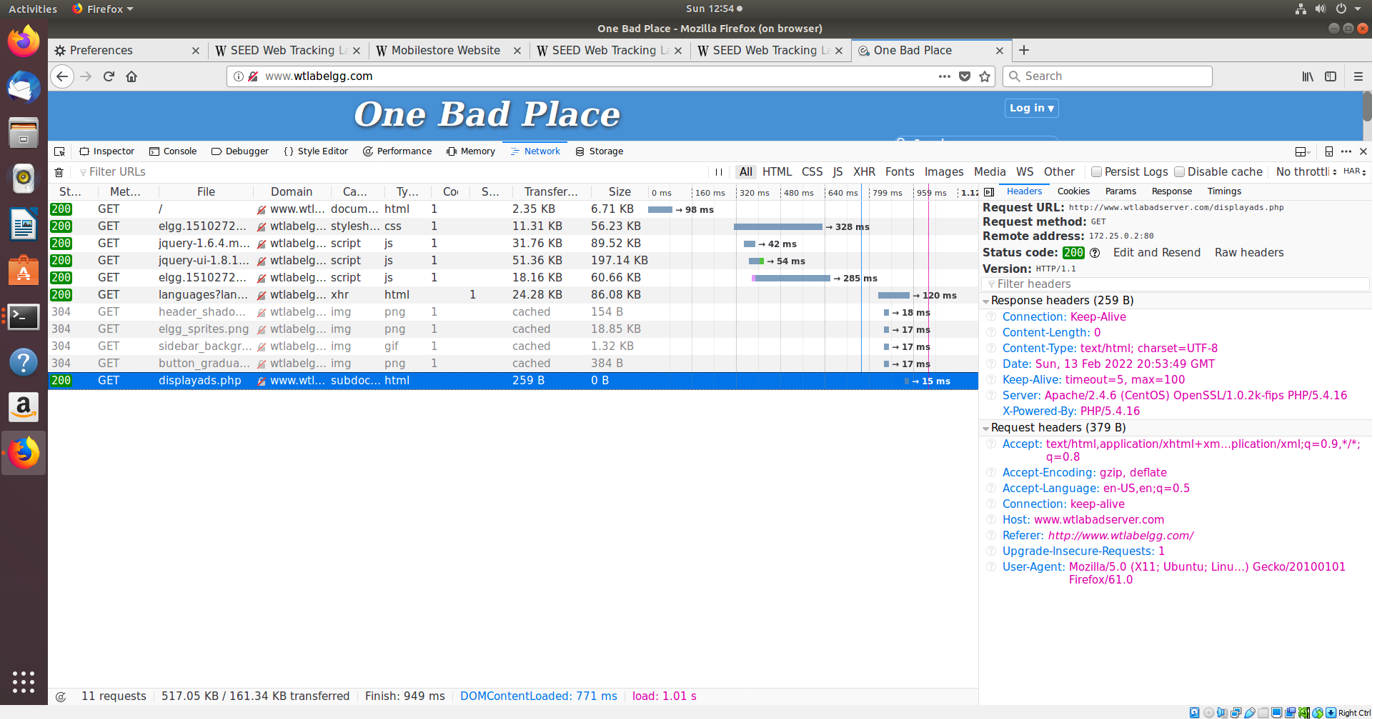 Activities Firefox Sun 12:54
One Bad Place - Mozilla Firefox (on browser)
Preferences SEED Web Tracking La Mobilestore Website SEED Web Tracking La SEED Web Tracking La One Bad Place
www.wtlabelgg.com Search
One Bad Place Log in
Inspector Console Debugger Style Editor Performance Memory Network Storage
Filter URLs All HTML CSS JS XHR Fonts Images Media WS Other Persist Logs Disable cache No throttli HAR
St... Met... File Domain Ca... Ty... Co S... Transfer... Size 0 ms 160 ms 320 ms 480 ms 640 ms 799 ms 959 ms 1.12
200 GET / www.wtl... docum... html 1 2.35 KB 6.71 KB → 98 ms
200 GET elgg.1510272... wtlabelg... stylesh... css 1 11.31 KB 56.23 KB → 328 ms
200 GET jquery-1.6.4.m... wtlabelg... script js 1 31.76 KB 89.52 KB → 42 ms
200 GET jquery-ui-1.8.1... wtlabelg... script js 1 51.36 KB 197.14 KB → 54 ms
200 GET elgg.1510272... wtlabelg... script js 1 18.16 KB 60.66 KB → 285 ms
200 GET languages?lan... wtlabelg... xhr html 1 24.28 KB 86.08 KB → 120 ms
304 GET header_shado... wtlabelg... img png 1 cached 154 B → 18 ms
304 GET elgg_sprites.png wtlabelg... img png 1 cached 18.85 KB → 17 ms
304 GET sidebar_backgr... wtlabelg... img gif 1 cached 1.32 KB → 17 ms
304 GET button_gradua... wtlabelg... img png 1 cached 384 B → 17 ms
200 GET displayads.php www.wtl... subdoc... html 259 B 0 B → 15 ms
11 requests 517.05 KB / 161.34 KB transferred Finish: 949 ms DOMContentLoaded: 771 ms load: 1.01 s
Headers Cookies Params Response Timings
Request URL: http://www.wtlabadserver.com/displayads.php
Request method: GET
Remote address: 172.25.0.2:80
Status code: 200 Edit and Resend Raw headers
Version: HTTP/1.1
Filter headers
Response headers (259 B)
Connection: Keep-Alive
Content-Length: 0
Content-Type: text/html; charset=UTF-8
Date: Sun, 13 Feb 2022 20:53:49 GMT
Keep-Alive: timeout=5, max=100
Server: Apache/2.4.6 (CentOS) OpenSSL/1.0.2k-fips PHP/5.4.16
X-Powered-By: PHP/5.4.16
Request headers (379 B)
Accept: text/html,application/xhtml+xm...plication/xml;q=0.9,*/*;
q=0.8
Accept-Encoding: gzip, deflate
Accept-Language: en-US,en;q=0.5
Connection: keep-alive
Host: www.wtlabadserver.com
Referer: http://www.wtlabelgg.com/
Upgrade-Insecure-Requests: 1
User-Agent: Mozilla/5.0 (X11; Ubuntu; Linu...) Gecko/20100101
Firefox/61.0
Right Ctrl